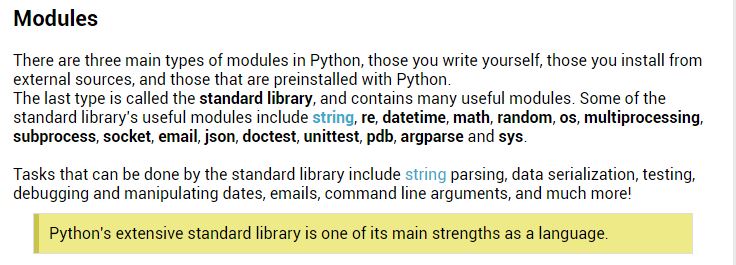 Modules
There are three main types of modules in Python, those you write yourself, those you install from
external sources, and those that are preinstalled with Python.
The last type is called the standard library, and contains many useful modules. Some of the
standard library's useful modules include string, re, datetime, math, random, os, multiprocessing,
subprocess, socket, email, json, doctest, unittest, pdb, argparse and sys.
Tasks that can be done by the standard library include string parsing, data serialization, testing,
debugging and manipulating dates, emails, command line arguments, and much more!
Python's extensive standard library is one of its main strengths as a language.